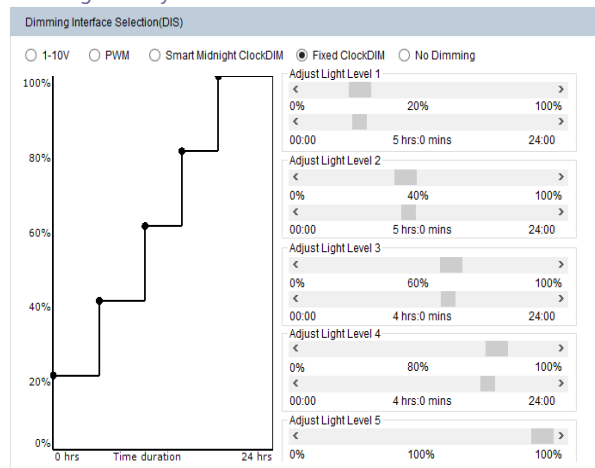 Dimming Interface Selection(DIS)
1-10V PWM Smart Midnight ClockDIM Fixed ClockDIM No Dimming
100%
80%
60%
40%
20%
0%
0 hrs Time duration 24 hrs
Adjust Light Level 1
0% 20% 100%
00:00 5 hrs:0 mins 24:00
Adjust Light Level 2
0% 40% 100%
00:00 5 hrs:0 mins 24:00
Adjust Light Level 3
0% 60% 100%
00:00 4 hrs:0 mins 24:00
Adjust Light Level 4
0% 80% 100%
00:00 4 hrs:0 mins 24:00
Adjust Light Level 5
0% 100% 100%